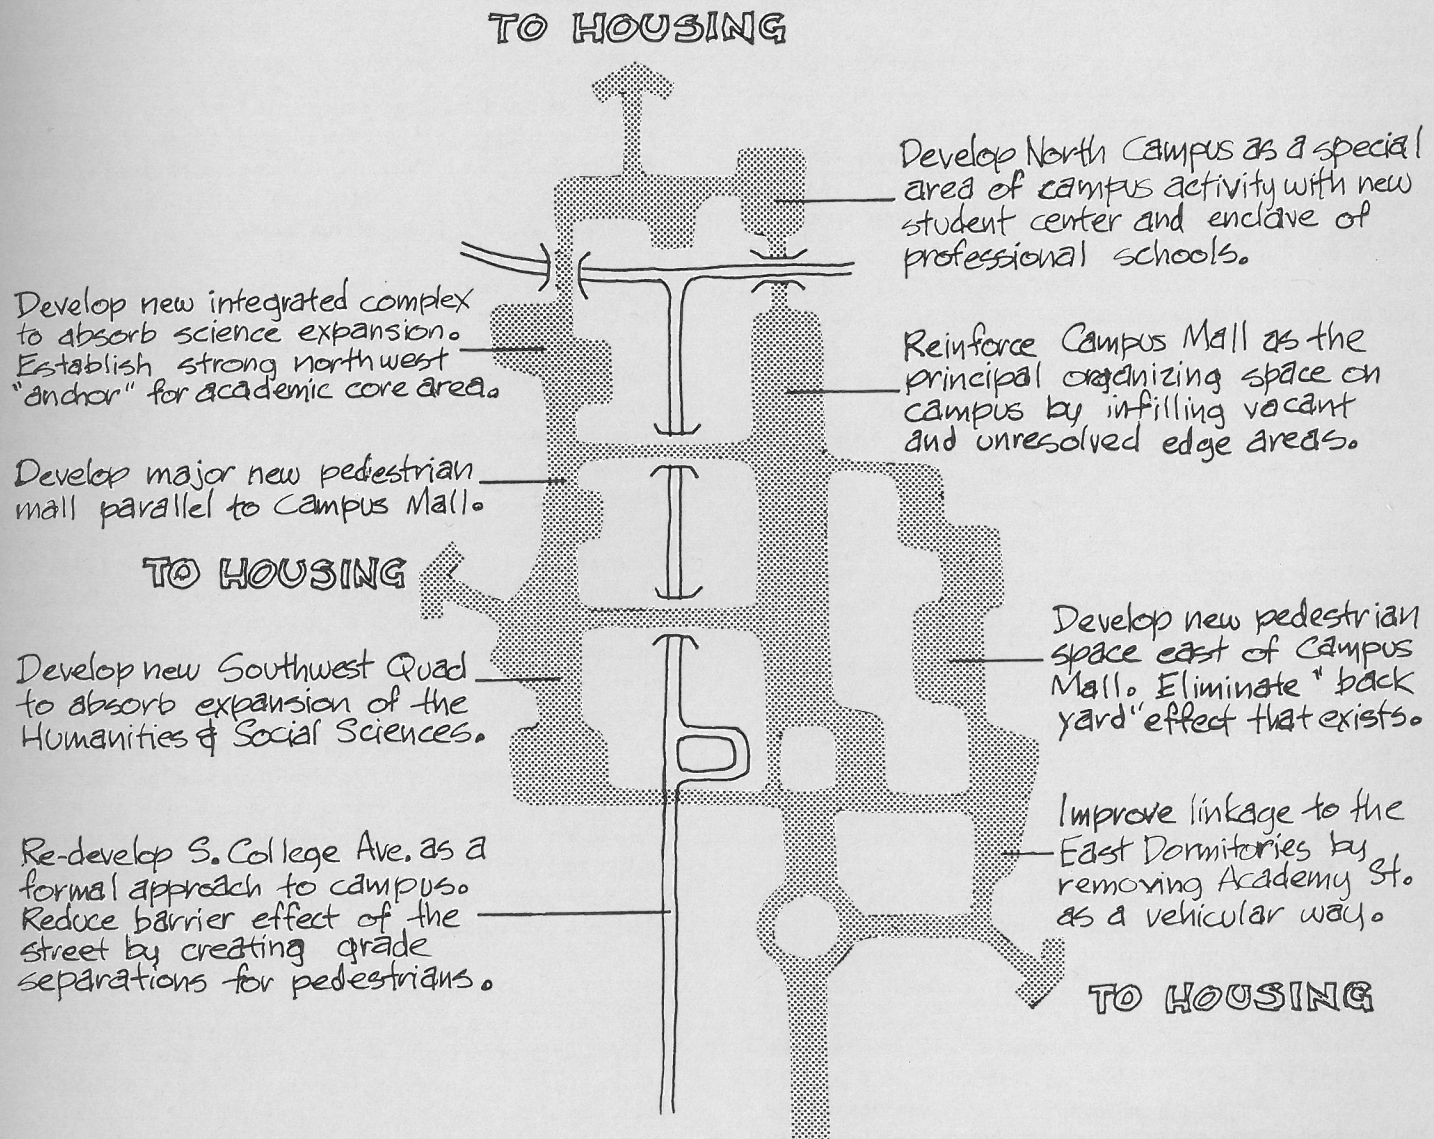 TO HOUSING
Develop North Campus as a special
area of campus activity with new
student center and enclave of
professional schools.
Develop new integrated complex
to absorb science expansion.
Establish strong northwest
"anchor" for academic core area.
Reinforce Campus Mall as the
principal organizing space on
campus by infilling vacant
and unresolved edge areas.
Develop major new pedestrian
mall parallel to Campus Mall.
TO HOUSING
Develop new pedestrian
space east of Campus
Mall. Eliminate "back
yard" effect that exists.
Develop new Southwest Quad
to absorb expansion of the
Humanities & Social Sciences.
Improve linkage to the
East Dormitories by
removing Academy St.
as a vehicular way.
Re-develop S. College Ave. as a
formal approach to campus.
Reduce barrier effect of the
street by creating grade
separations for pedestrians.
TO HOUSING